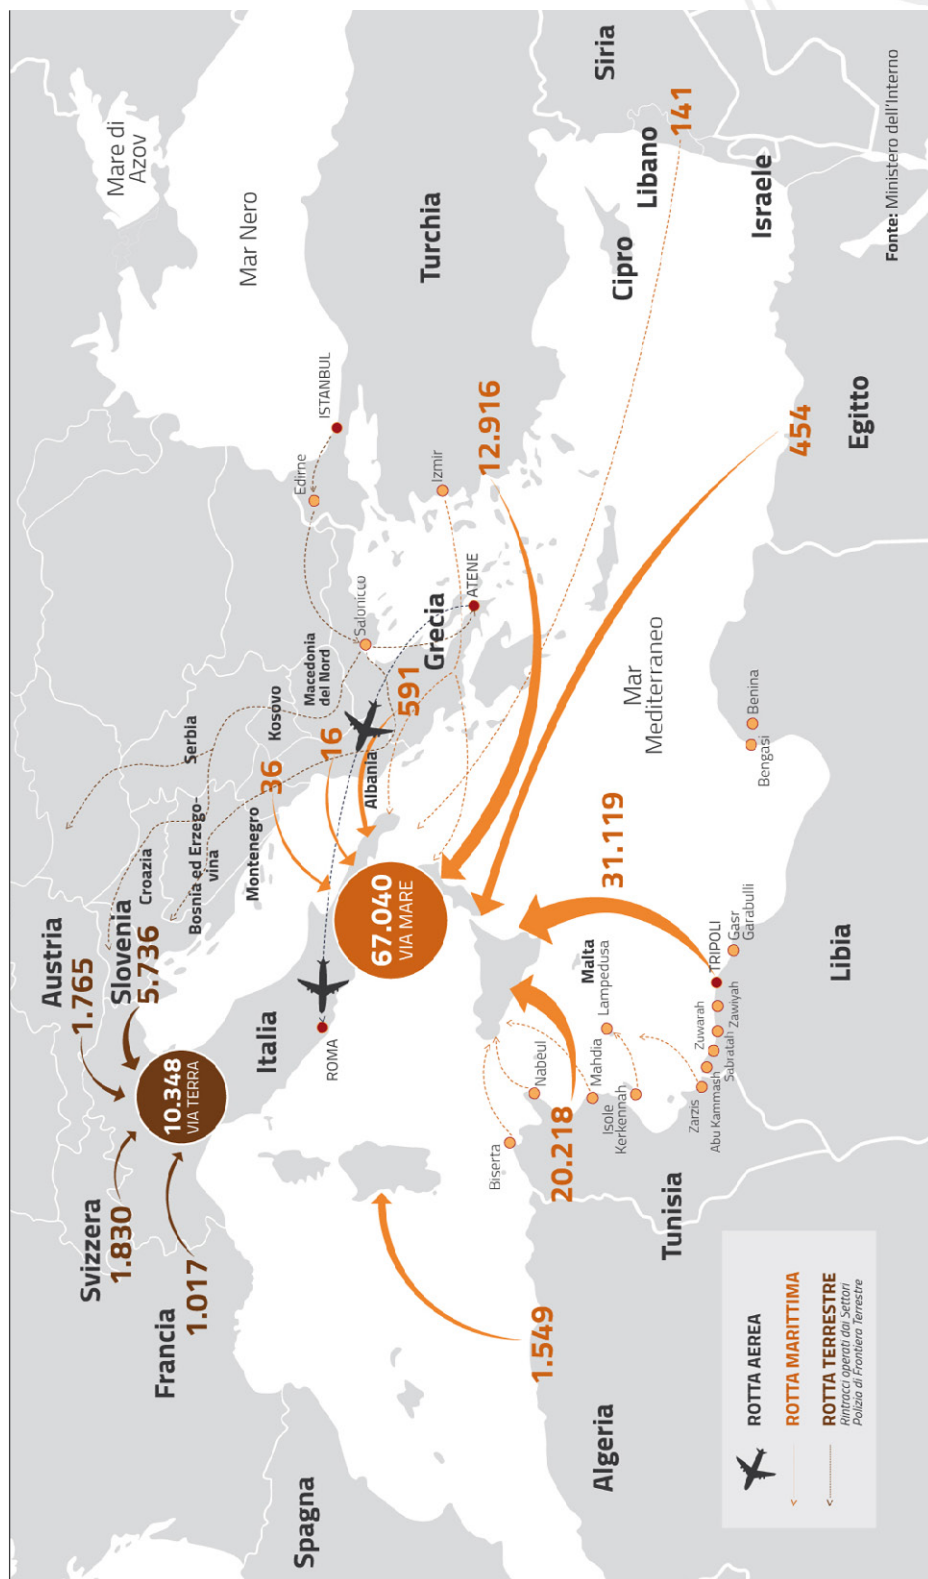 Francia
1.017
Svizzera
1.830
Austria
1.765
Slovenia
5.736
10.348
VIA TERRA
Croazia
Bosnia ed Erzego-
vina
Serbia
Montenegro
Kosovo
Macedonia
del Nord
Albania
36
16
591
Mare di
Azov
Mar Nero
ISTANBUL
Edirne
Salonicco
Izmir
ATENE
Grecia
Turchia
12.916
Spagna
Italia
ROMA
67.040
VIA MARE
1.549
Algeria
Biserta
Nabeul
20.218
Mahdia
Isole
Kerkennah
Lampedusa
Malta
Tunisia
Zarzis
Abu Kammash
Zuwarah
Sabratah
Zawiyah
TRIPOLI
Gasr
Garabulli
31.119
Libia
Mar
Mediterraneo
Bengasi
Benina
454
Egitto
Cipro
Libano
141
Siria
Israele
ROTTA AEREA
ROTTA MARITTIMA
ROTTA TERRESTRE
Rintracci operati dai Settori
Polizia di Frontiera Terrestre
Fonte: Ministero dell'Interno